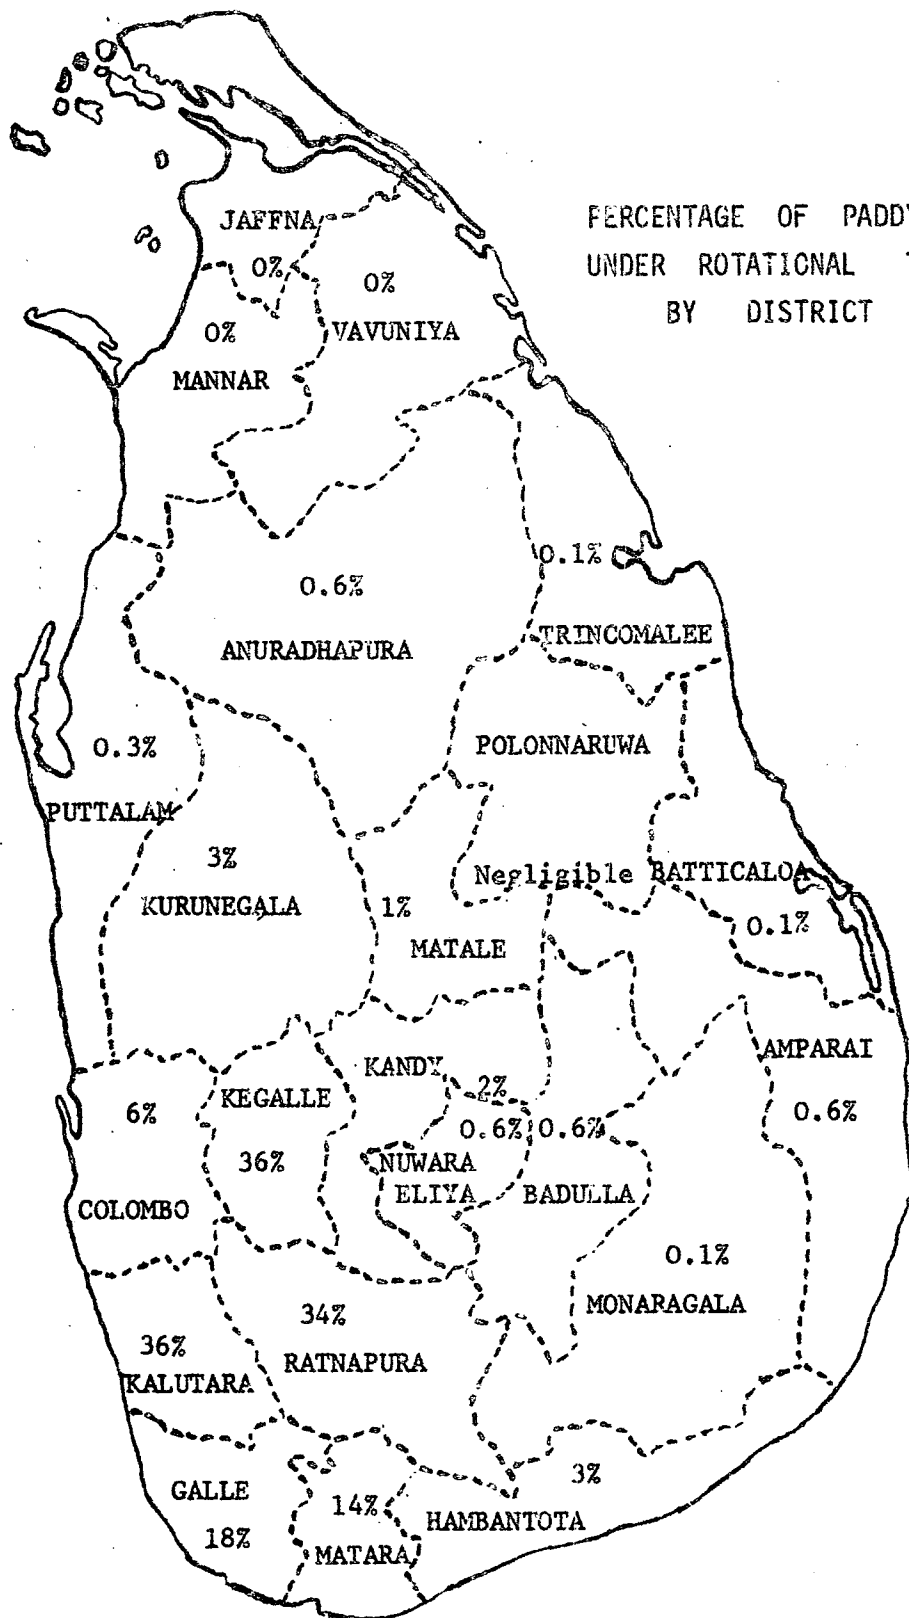 PERCENTAGE OF PADDY
UNDER ROTATIONAL
BY DISTRICT
JAFFNA
0%
0%
VAVUNIYA
0%
MANNAR
0.1%
TRINCOMALEE
0.6%
ANURADHAPURA
POLONNARUWA
Negligible
0.3%
PUTTALAM
3%
KURUNEGALA
1%
MATALE
BATTICALOA
0.1%
AMPARAI
0.6%
KANDY
2%
KEGALLE
36%
6%
COLOMBO
0.6%
NUWARA
ELIYA
0.6%
BADULLA
0.1%
MONARAGALA
34%
RATNAPURA
36%
KALUTARA
GALLE
18%
14%
MATARA
3%
HAMBANTOTA